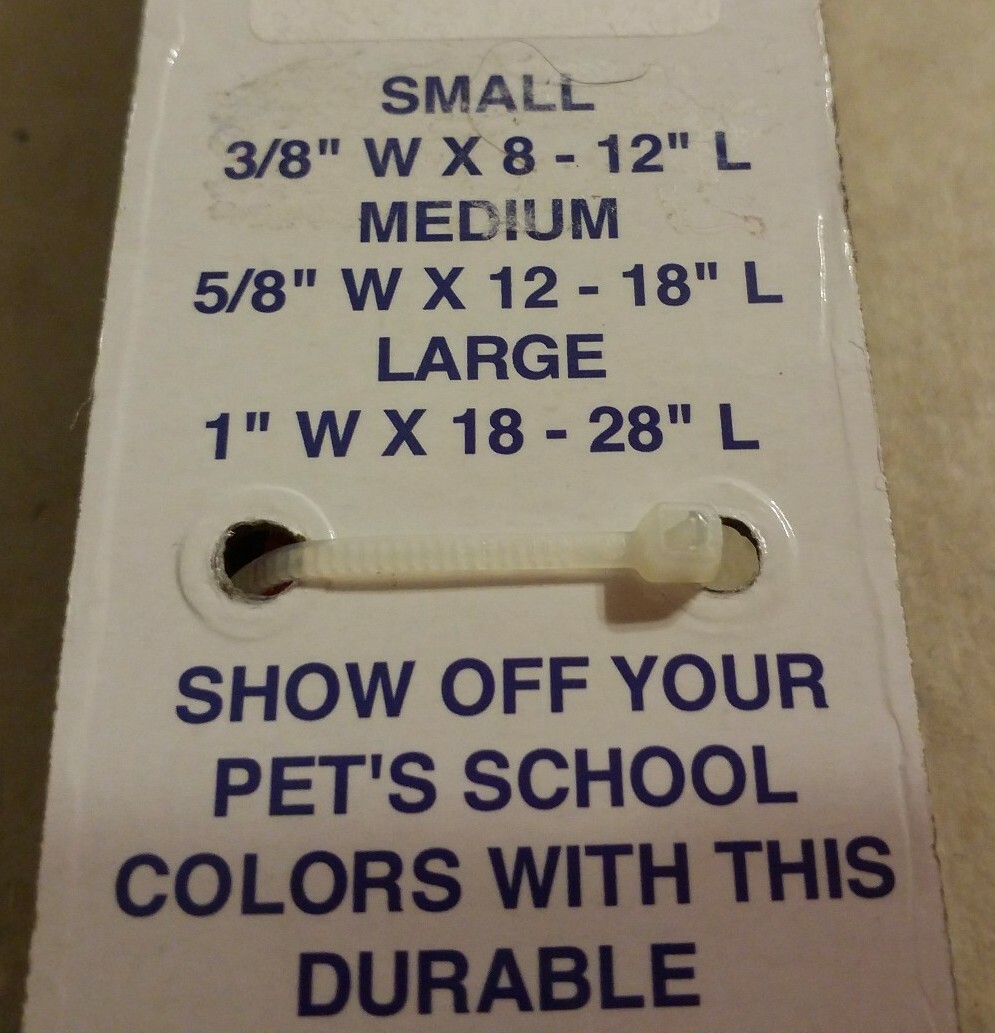 SMALL
3/8" W X 8 - 12" L
MEDIUM
5/8" W X 12 - 18" L
LARGE
1" W X 18 - 28" L
SHOW OFF YOUR
PET'S SCHOOL
COLORS WITH THIS
DURABLE